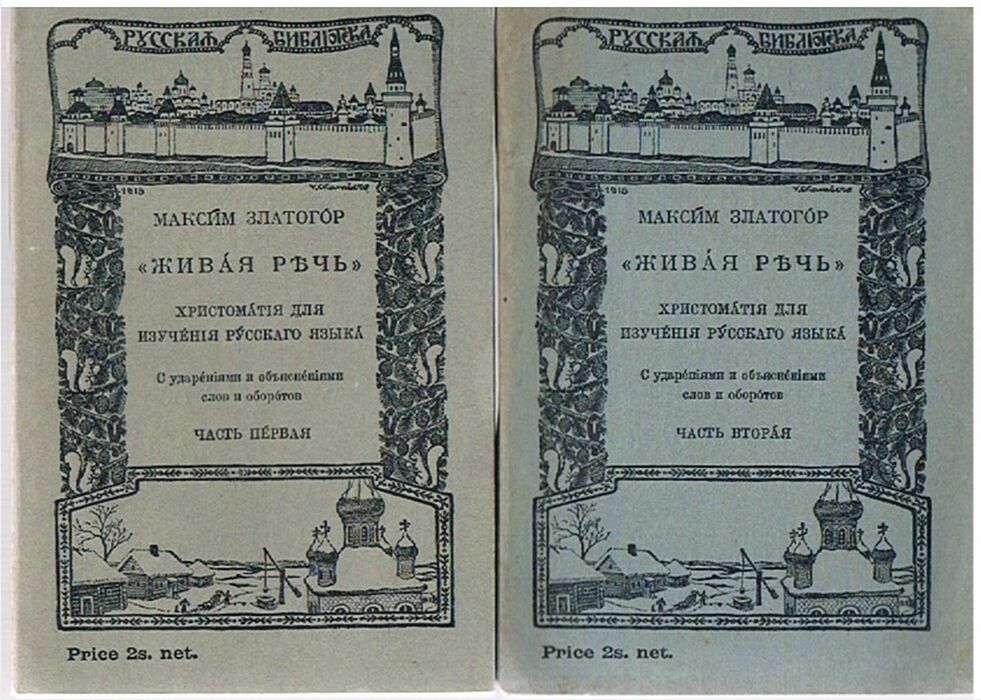 РУССКАЯ БИБЛІОТЕКА
1915
МАКСИ́М ЗЛАТОГО́Р
«ЖИВА́Я РѢЧЬ»
ХРИСТОМА́ТІЯ ДЛЯ
ИЗУЧЕ́НІЯ РУ́ССКАГО ЯЗЫКА́
С ударе́ніями и объясне́ніями
слов и оборо́тов
ЧАСТЬ ПЕ́РВАЯ
Price 2s. net.
РУССКАЯ БИБЛІОТЕКА
1915
МАКСИ́М ЗЛАТОГО́Р
«ЖИВА́Я РѢЧЬ»
ХРИСТОМА́ТІЯ ДЛЯ
ИЗУЧЕ́НІЯ РУ́ССКАГО ЯЗЫКА́
С ударе́ніями и объясне́ніями
слов и оборо́тов
ЧАСТЬ ВТОРА́Я
Price 2s. net.